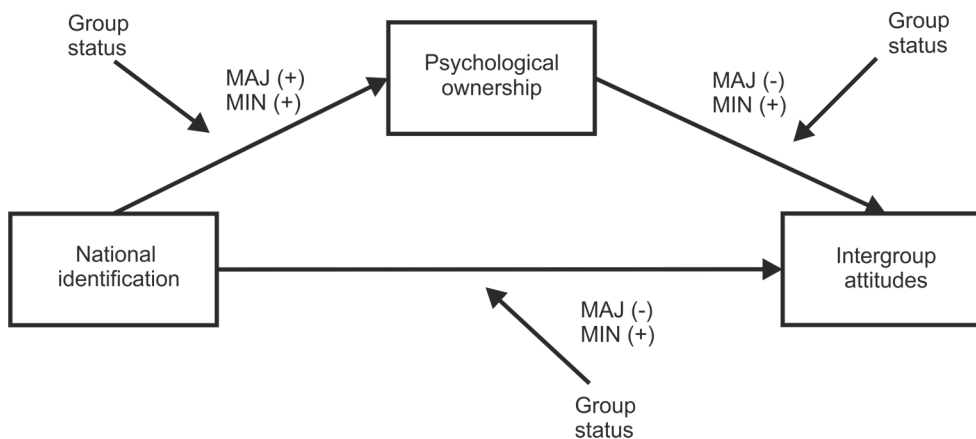 Group
status
MAJ (+)
MIN (+)
Psychological
ownership
MAJ (-)
MIN (+)
Group
status
National
identification
Intergroup
attitudes
MAJ (-)
MIN (+)
Group
status